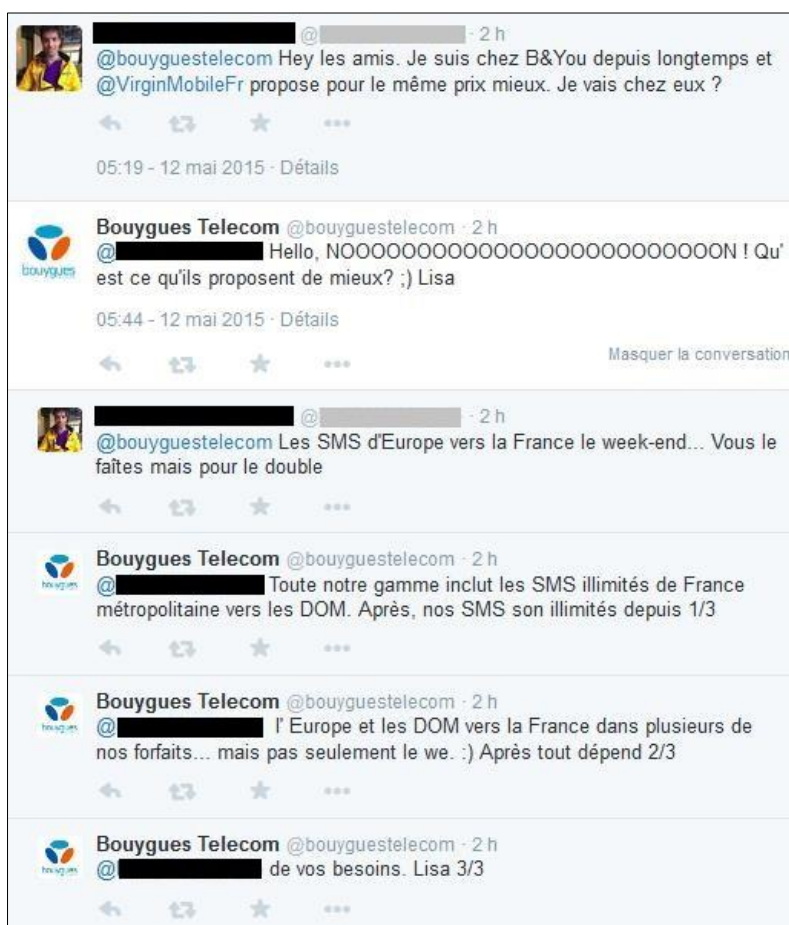 @ · 2 h
@bouyguestelecom Hey les amis. Je suis chez B&You depuis longtemps et
@VirginMobileFr propose pour le même prix mieux. Je vais chez eux ?
05:19 - 12 mai 2015 · Détails
Bouygues Telecom @bouyguestelecom · 2 h
@ Hello, NOOOOOOOOOOOOOOOOOOOOOOOOOON ! Qu'
est ce qu'ils proposent de mieux? ;) Lisa
bouygues
05:44 - 12 mai 2015 · Détails
Masquer la conversation
@ · 2 h
@bouyguestelecom Les SMS d'Europe vers la France le week-end... Vous le
faîtes mais pour le double
Bouygues Telecom @bouyguestelecom · 2 h
@ Toute notre gamme inclut les SMS illimités de France
bouygues
métropolitaine vers les DOM. Après, nos SMS son illimités depuis 1/3
Bouygues Telecom @bouyguestelecom · 2 h
@ l' Europe et les DOM vers la France dans plusieurs de
bouygues
nos forfaits... mais pas seulement le we. :) Après tout dépend 2/3
Bouygues Telecom @bouyguestelecom · 2 h
@ de vos besoins. Lisa 3/3
bouygues